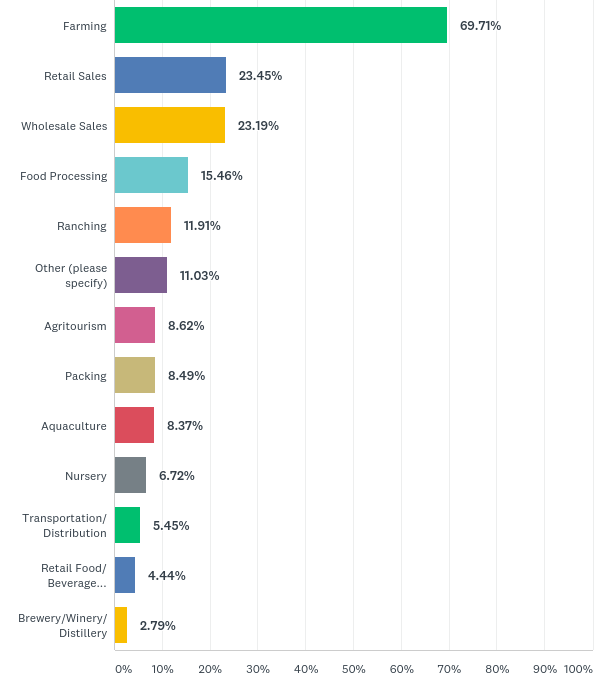 Farming
69.71%
Retail Sales
23.45%
Wholesale Sales
23.19%
Food Processing
15.46%
Ranching
11.91%
Other (please
specify)
11.03%
Agritourism
8.62%
Packing
8.49%
Aquaculture
8.37%
Nursery
6.72%
Transportation/
Distribution
5.45%
Retail Food/
Beverage...
4.44%
Brewery/Winery/
Distillery
2.79%
0% 10% 20% 30% 40% 50% 60% 70% 80% 90% 100%